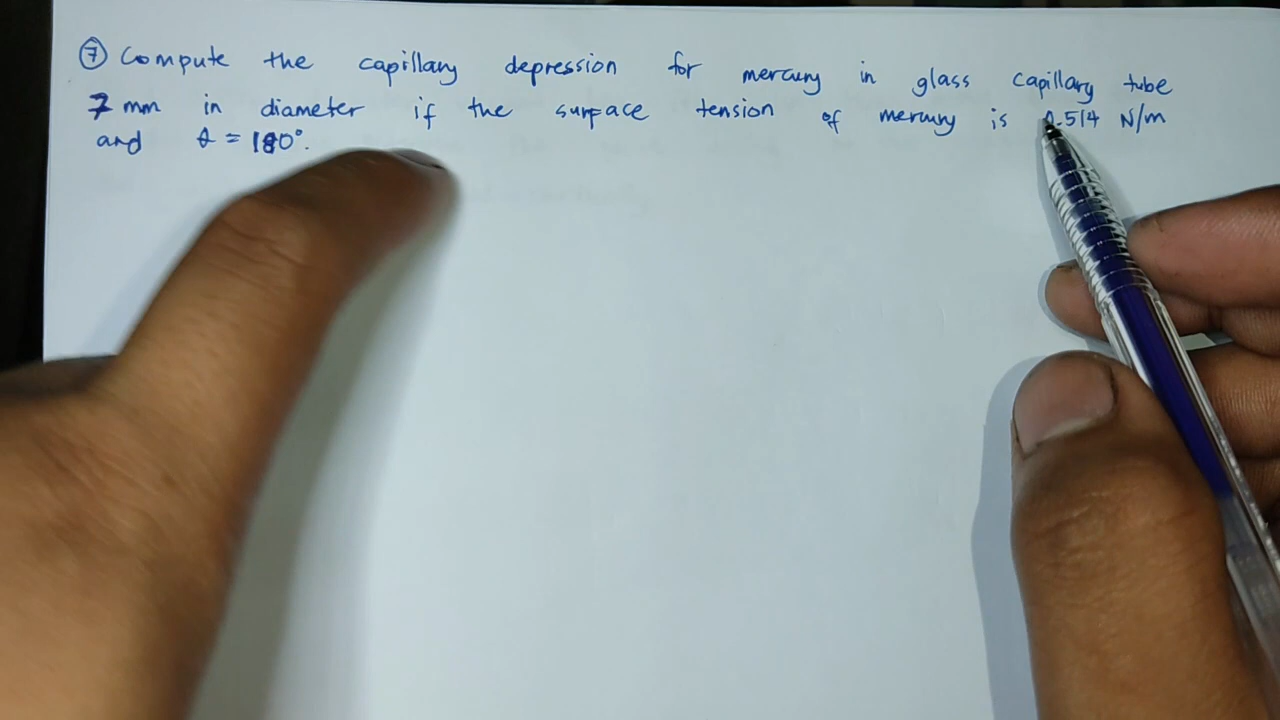 ⑦ Compute the capillary depression for mercury in glass capillary tube
7 mm in diameter if the surface tension of mercury is 0.514 N/m
and θ = 180°.